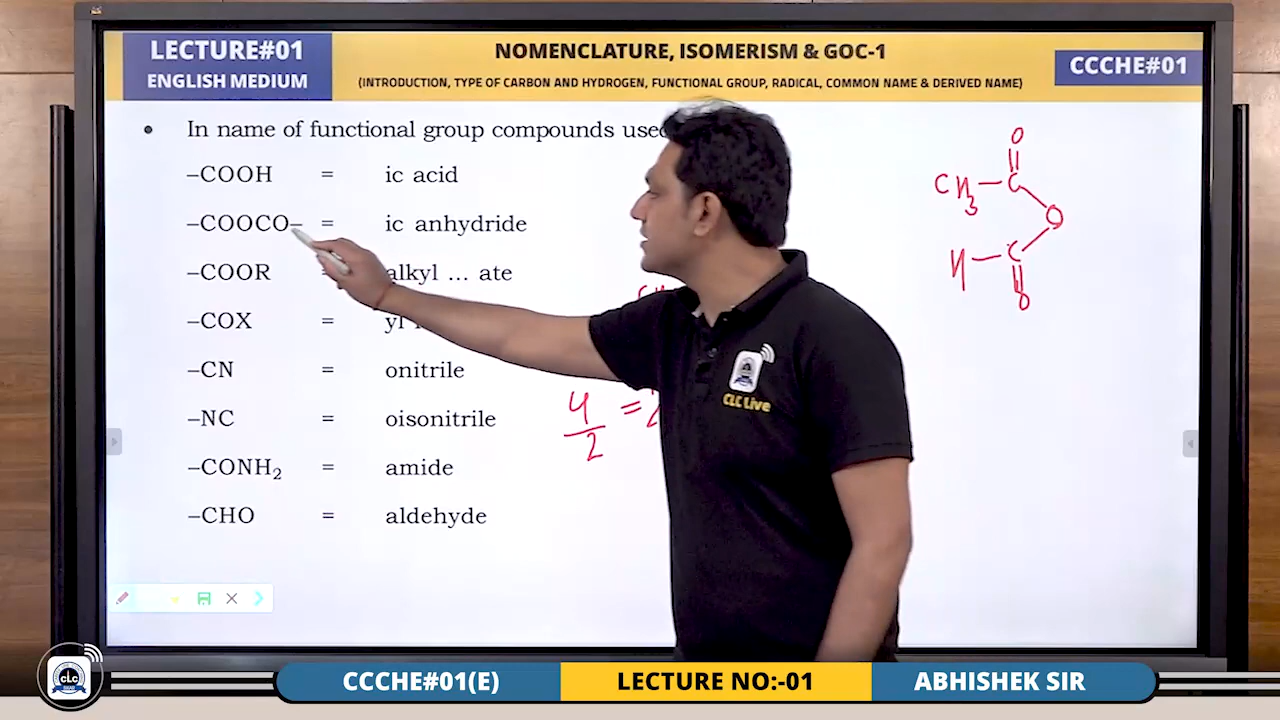 LECTURE#01
ENGLISH MEDIUM
NOMENCLATURE, ISOMERISM & GOC-1
(INTRODUCTION, TYPE OF CARBON AND HYDROGEN, FUNCTIONAL GROUP, RADICAL, COMMON NAME & DERIVED NAME)
CCCHE#01
• In name of functional group compounds
–COOH = ic acid
–COOCO– = ic anhydride
–COOR = alkyl ... ate
–COX = yl
–CN = onitrile
–NC = oisonitrile
–CONH₂ = amide
–CHO = aldehyde
4/2 = 2
O
CH₃–C
O
H–C
O
CLC Live
CLC
CCCHE#01(E)
LECTURE NO:-01
ABHISHEK SIR